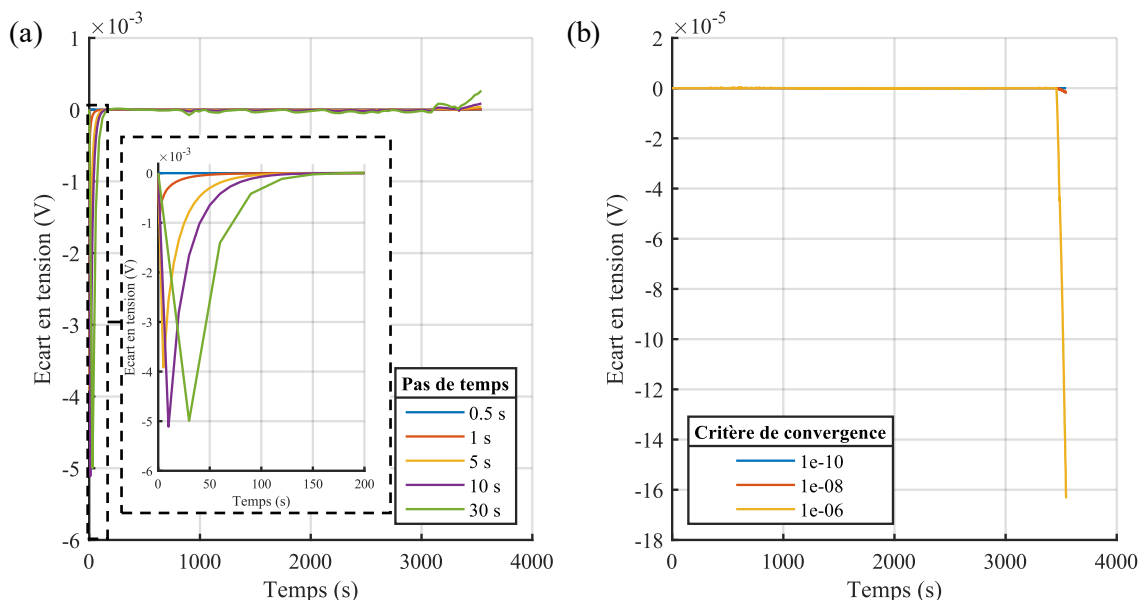 (a)
×10⁻³
1
0
-1
-2
-3
-4
-5
-6
Ecart en tension (V)
0
1000
2000
3000
4000
Temps (s)
×10⁻³
0
-1
-2
-3
-4
-5
-6
Ecart en tension (V)
0
50
100
150
200
Temps (s)
Pas de temps
0.5 s
1 s
5 s
10 s
30 s
(b)
×10⁻⁵
2
0
-2
-4
-6
-8
-10
-12
-14
-16
-18
Ecart en tension (V)
0
1000
2000
3000
4000
Temps (s)
Critère de convergence
1e-10
1e-08
1e-06